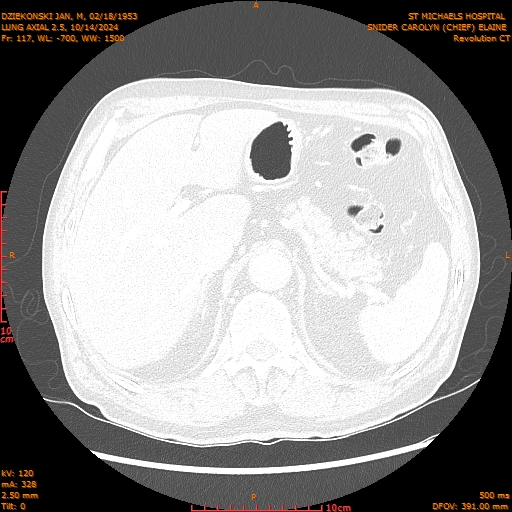 A
DZIEKONSKI JAN, M, 02/18/1953
LUNG AXIAL 2.5, 10/14/2024
Fr: 117, WL: -700, WW: 1500
ST MICHAELS HOSPITAL
SNIDER CAROLYN (CHIEF) ELAINE
Revolution CT
R
L
10
cm
kV: 120
mA: 328
2.50 mm
Tilt: 0
P
10cm
500 ms
DFOV: 391.00 mm